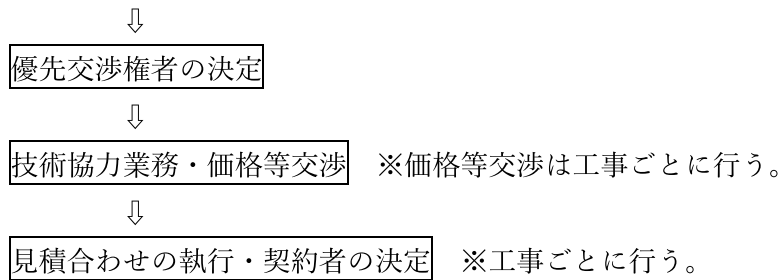 ⇩
優先交渉権者の決定
⇩
技術協力業務・価格等交渉　※価格等交渉は工事ごとに行う。
⇩
見積合わせの執行・契約者の決定　※工事ごとに行う。